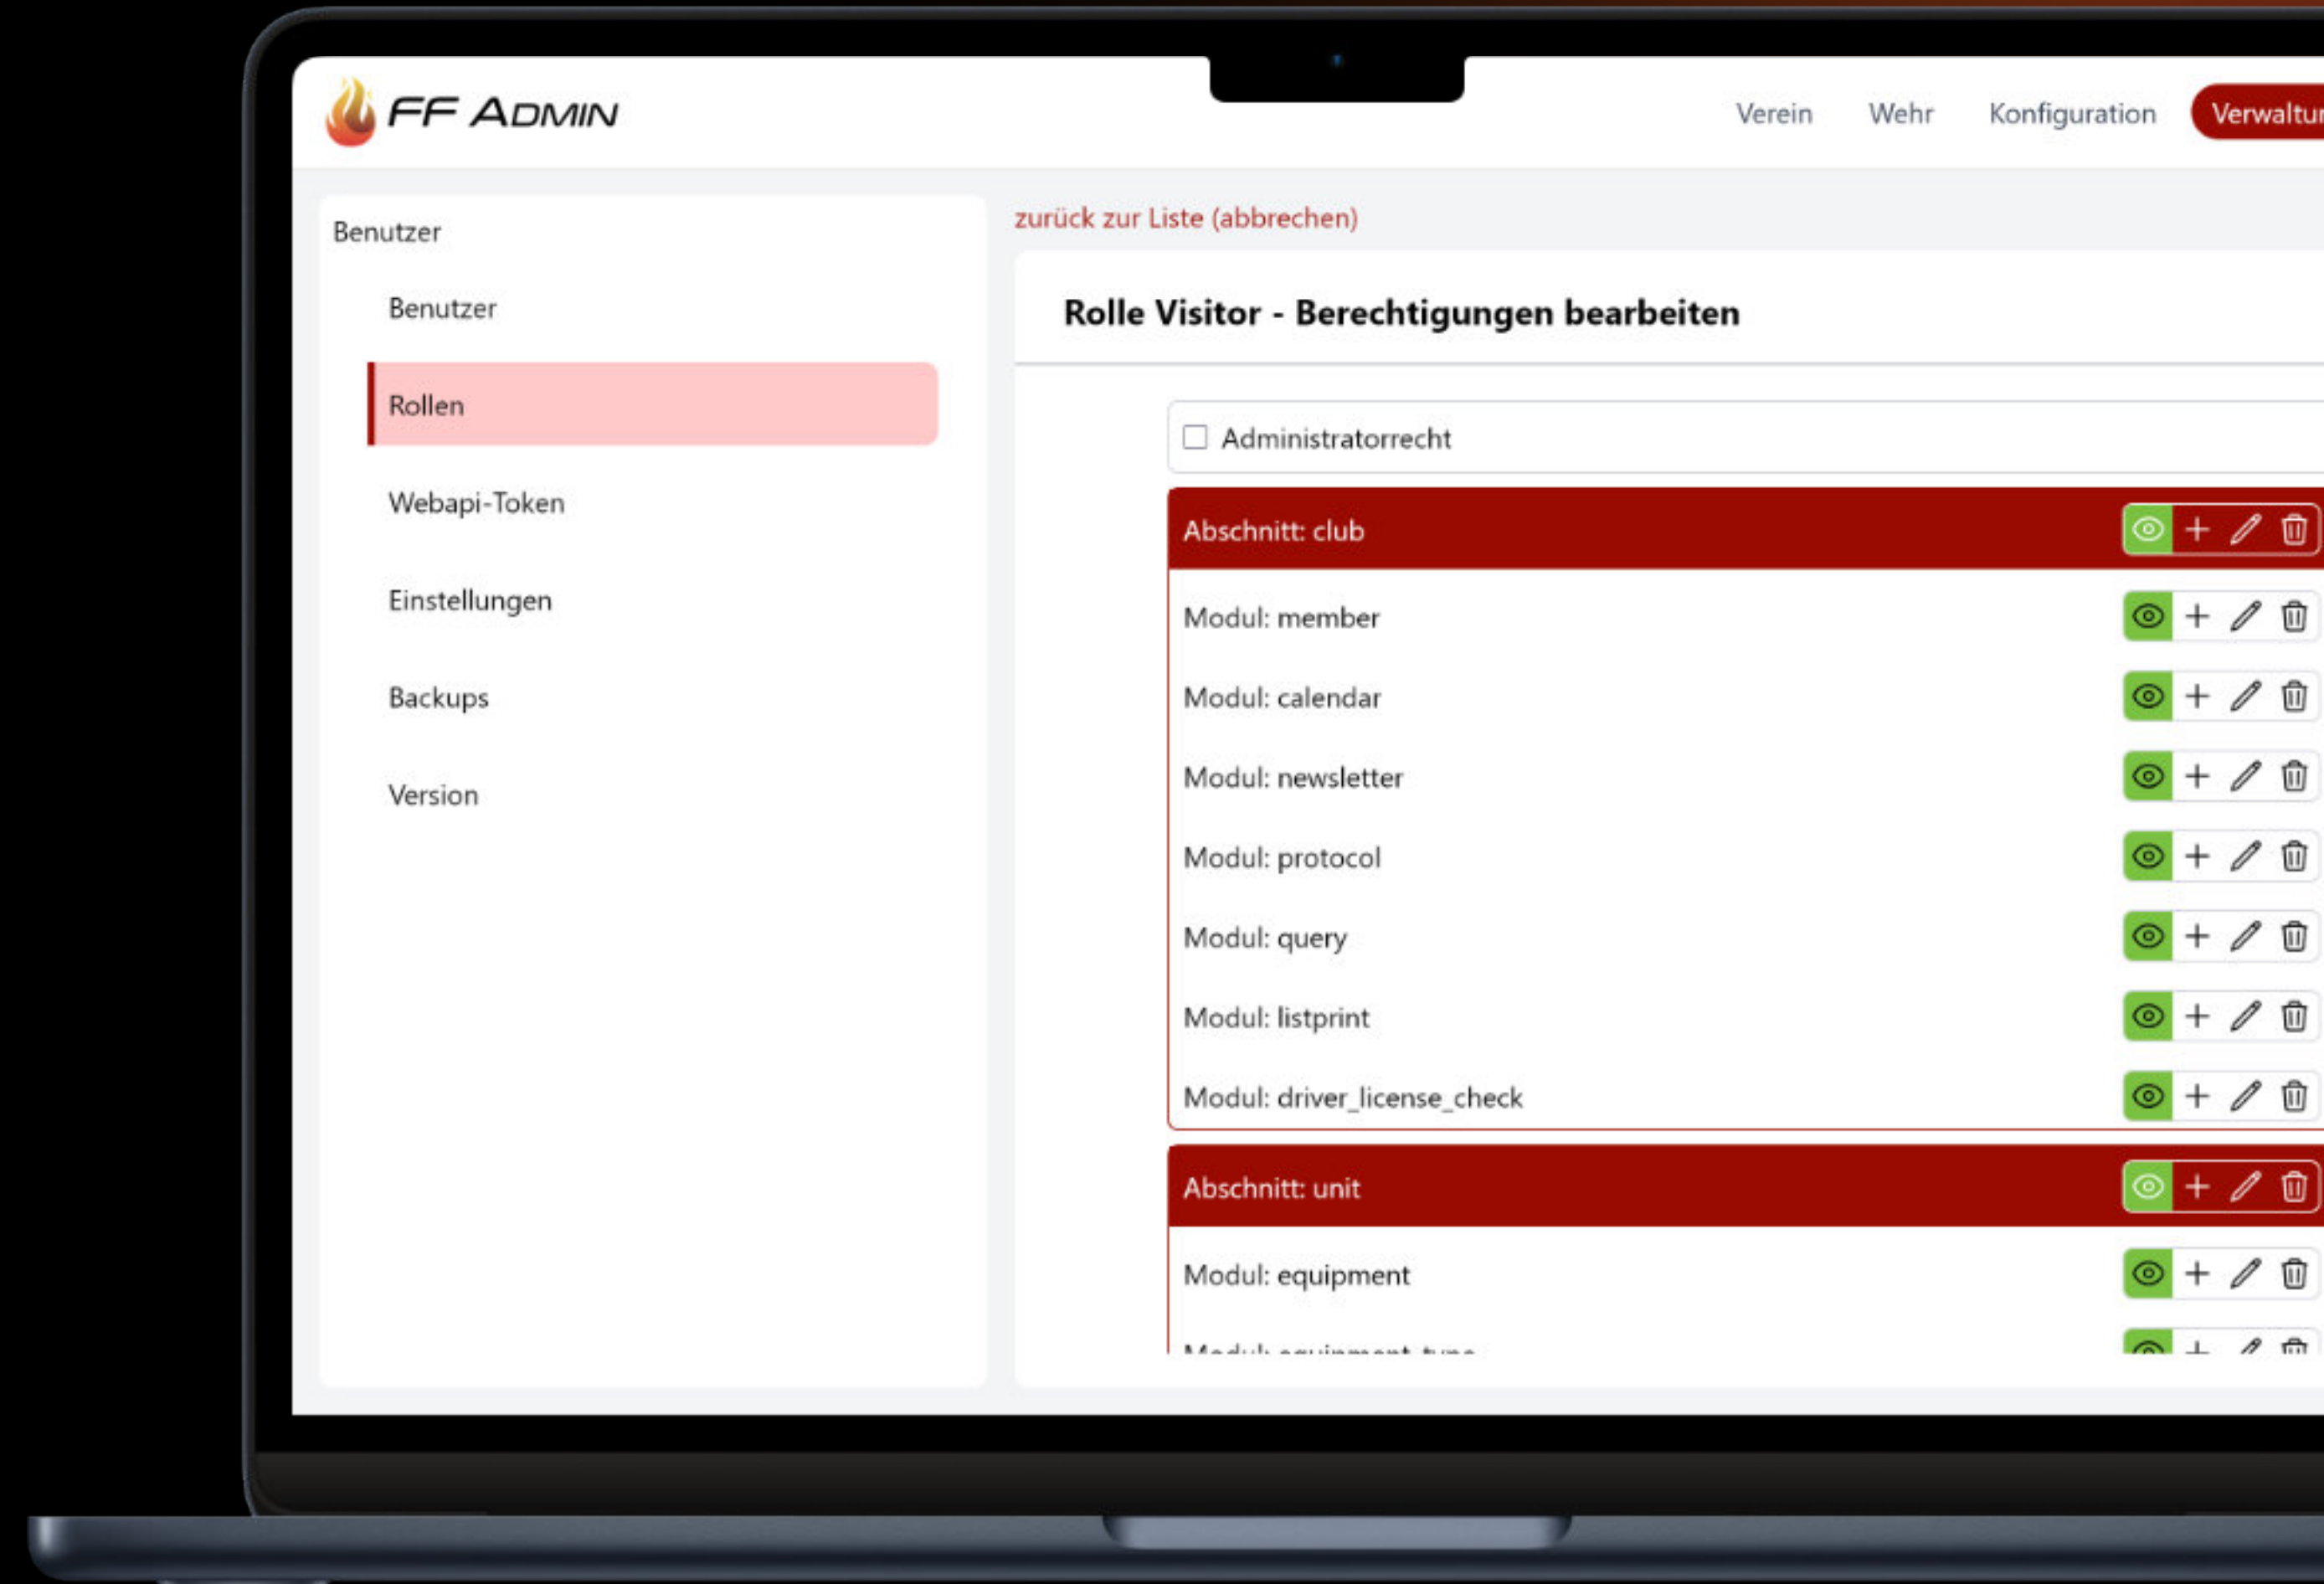 FF ADMIN
Verein Wehr Konfiguration
Benutzer
Benutzer
Rollen
Webapi-Token
Einstellungen
Backups
Version
zurück zur Liste (abbrechen)
Rolle Visitor - Berechtigungen bearbeiten
Administratorrecht
Abschnitt: club
Modul: member
Modul: calendar
Modul: newsletter
Modul: protocol
Modul: query
Modul: listprint
Modul: driver_license_check
Abschnitt: unit
Modul: equipment